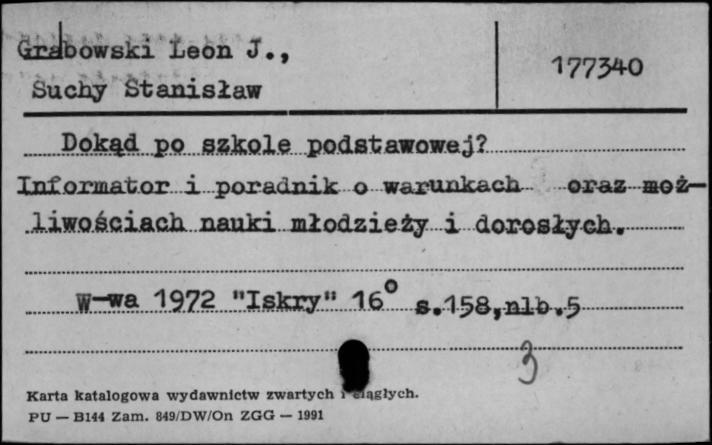 Grabowski Leon J.,
177340
Suchy Stanisław
Dokąd po szkole podstawowej?
Informator i poradnik o warunkach oraz moż-
liwościach nauki młodzieży i dorosłych.
W-wa 1972 "Iskry" 16° s.158,nlb.5
3
Karta katalogowa wydawnictw zwartych i ciągłych.
PU — B144 Zam. 849/DW/On ZGG — 1991